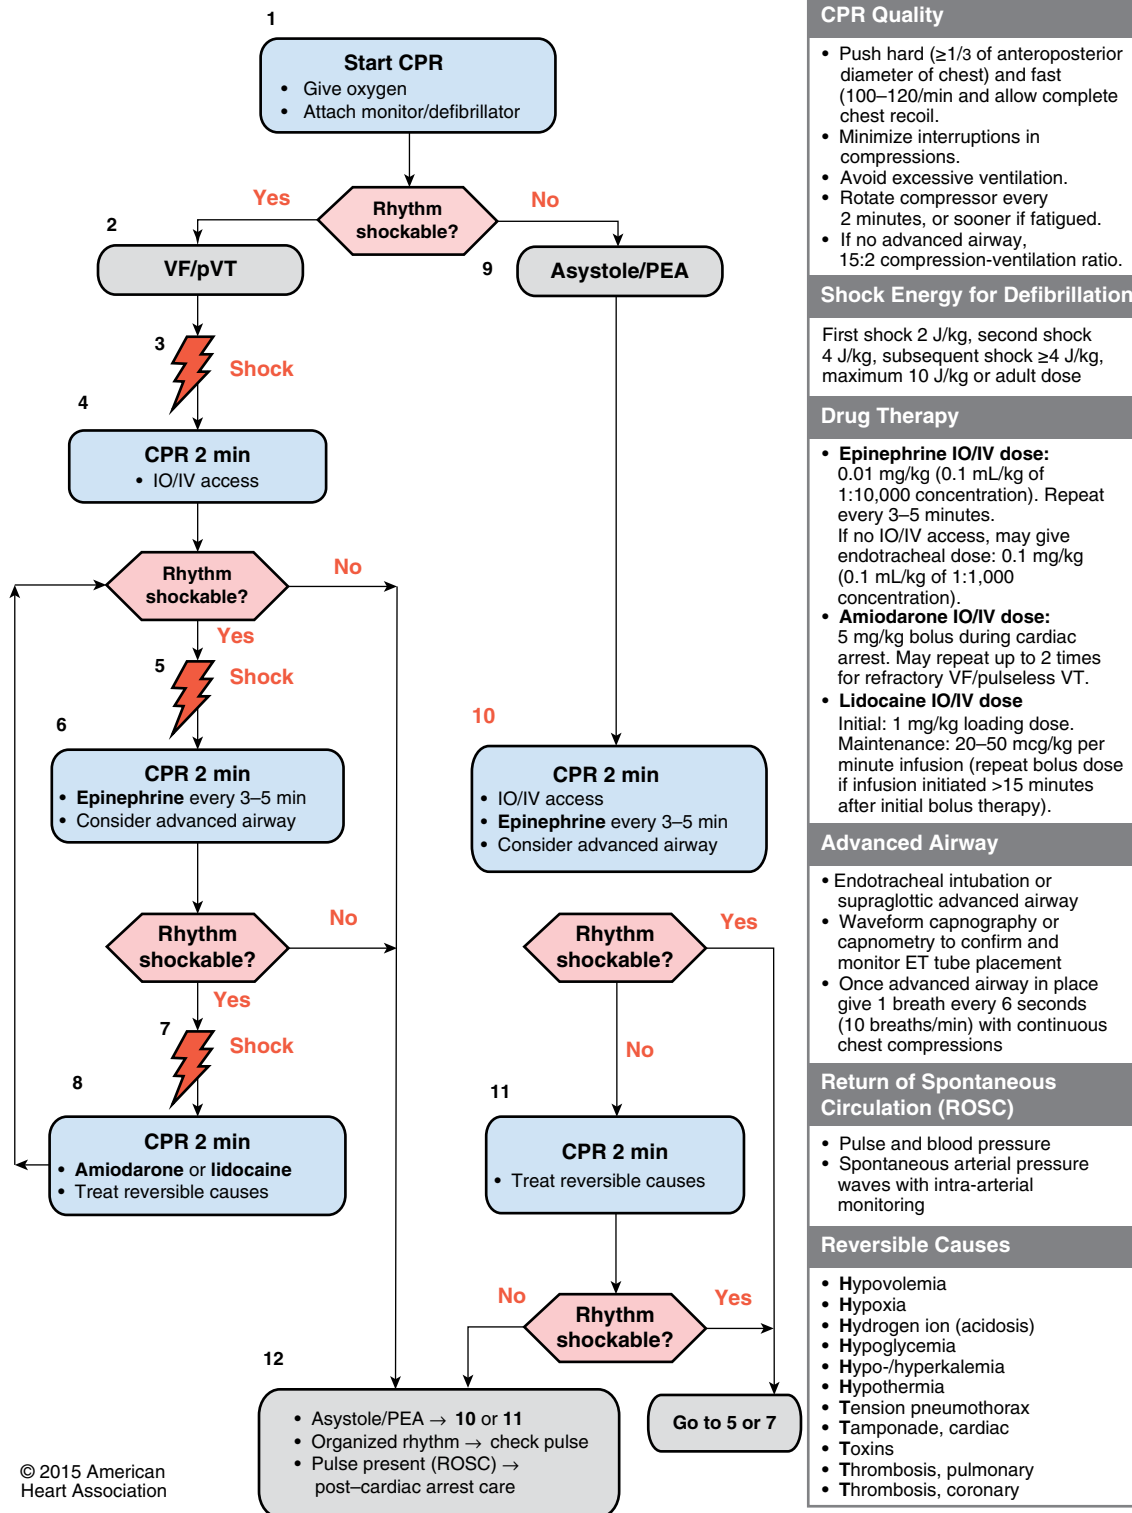 1
Start CPR
• Give oxygen
• Attach monitor/defibrillator
Rhythm
shockable?
Yes
No
2
VF/pVT
9
Asystole/PEA
3
Shock
4
CPR 2 min
• IO/IV access
Rhythm
shockable?
No
Yes
5
Shock
6
CPR 2 min
• Epinephrine every 3–5 min
• Consider advanced airway
10
CPR 2 min
• IO/IV access
• Epinephrine every 3–5 min
• Consider advanced airway
Rhythm
shockable?
No
Yes
Rhythm
shockable?
Yes
No
7
Shock
8
CPR 2 min
• Amiodarone or lidocaine
• Treat reversible causes
11
CPR 2 min
• Treat reversible causes
No
Rhythm
shockable?
Yes
12
• Asystole/PEA → 10 or 11
• Organized rhythm → check pulse
• Pulse present (ROSC) →
post–cardiac arrest care
Go to 5 or 7
© 2015 American
Heart Association
CPR Quality
• Push hard (≥1/3 of anteroposterior
diameter of chest) and fast
(100–120/min and allow complete
chest recoil.
• Minimize interruptions in
compressions.
• Avoid excessive ventilation.
• Rotate compressor every
2 minutes, or sooner if fatigued.
• If no advanced airway,
15:2 compression-ventilation ratio.
Shock Energy for Defibrillation
First shock 2 J/kg, second shock
4 J/kg, subsequent shock ≥4 J/kg,
maximum 10 J/kg or adult dose
Drug Therapy
• Epinephrine IO/IV dose:
0.01 mg/kg (0.1 mL/kg of
1:10,000 concentration). Repeat
every 3–5 minutes.
If no IO/IV access, may give
endotracheal dose: 0.1 mg/kg
(0.1 mL/kg of 1:1,000
concentration).
• Amiodarone IO/IV dose:
5 mg/kg bolus during cardiac
arrest. May repeat up to 2 times
for refractory VF/pulseless VT.
• Lidocaine IO/IV dose
Initial: 1 mg/kg loading dose.
Maintenance: 20–50 mcg/kg per
minute infusion (repeat bolus dose
if infusion initiated >15 minutes
after initial bolus therapy).
Advanced Airway
• Endotracheal intubation or
supraglottic advanced airway
• Waveform capnography or
capnometry to confirm and
monitor ET tube placement
• Once advanced airway in place
give 1 breath every 6 seconds
(10 breaths/min) with continuous
chest compressions
Return of Spontaneous
Circulation (ROSC)
• Pulse and blood pressure
• Spontaneous arterial pressure
waves with intra-arterial
monitoring
Reversible Causes
• Hypovolemia
• Hypoxia
• Hydrogen ion (acidosis)
• Hypoglycemia
• Hypo-/hyperkalemia
• Hypothermia
• Tension pneumothorax
• Tamponade, cardiac
• Toxins
• Thrombosis, pulmonary
• Thrombosis, coronary